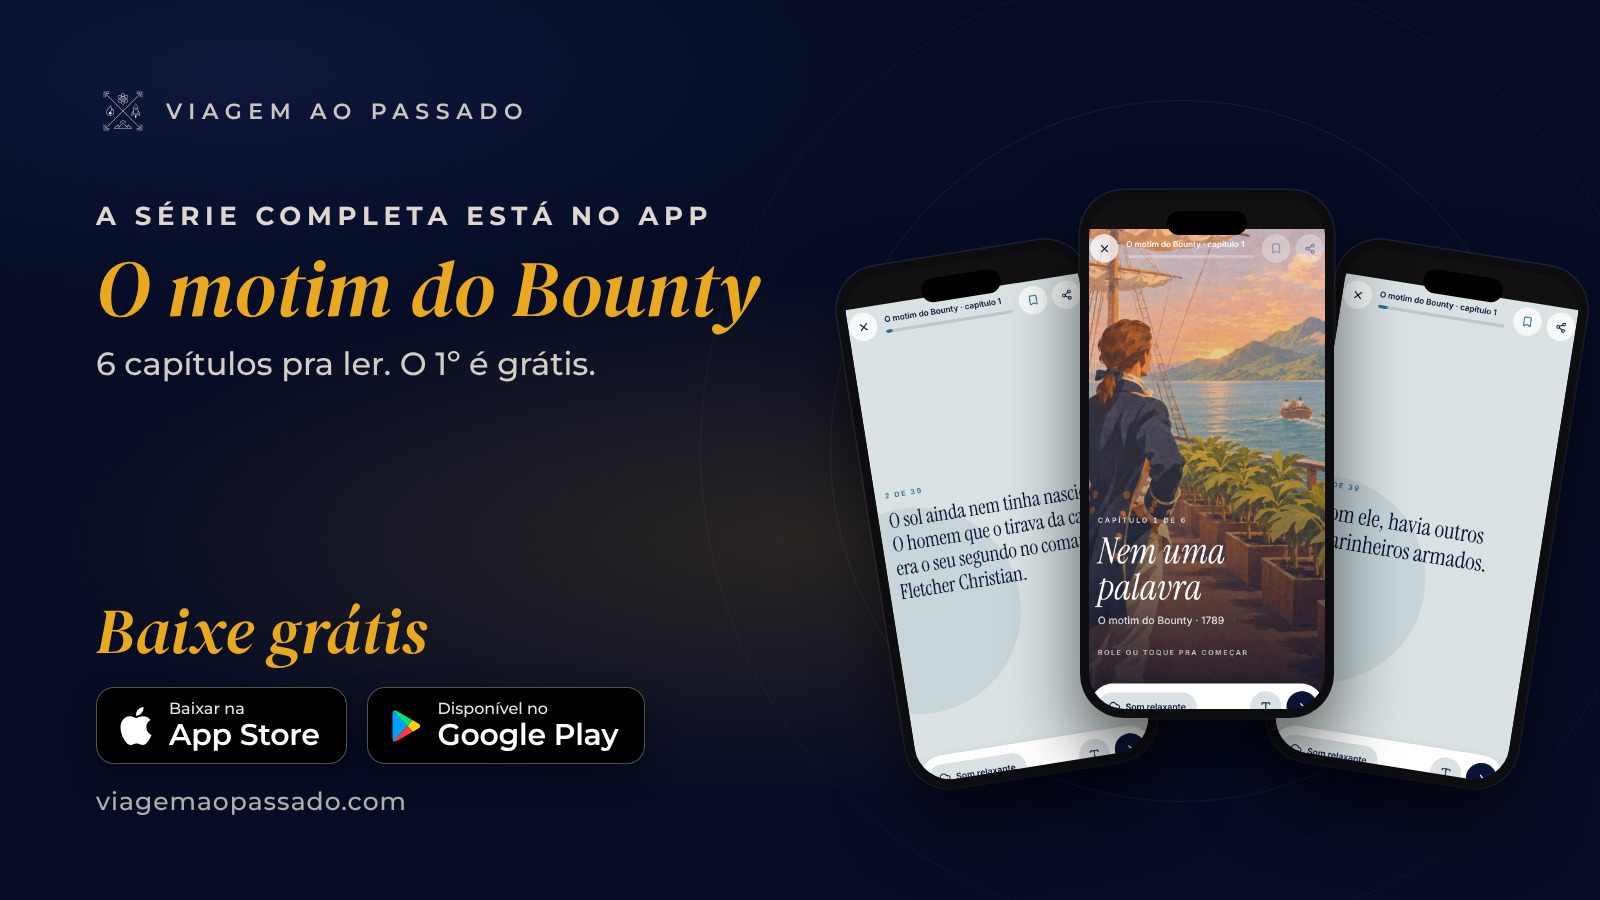 VIAGEM AO PASSADO
A SÉRIE COMPLETA ESTÁ NO APP
O motim do Bounty
6 capítulos pra ler. O 1º é grátis.
Baixe grátis
Baixar na
App Store
Disponível no
Google Play
viagemaopassado.com
O motim do Bounty · capítulo 1
2 DE 39
O sol ainda nem tinha
O homem que o tirava da
era o seu segundo no
Fletcher Christian.
Som relaxante
T
O motim do Bounty · capítulo 1
CAPÍTULO 1 DE 6
Nem uma
palavra
O motim do Bounty · 1789
ROLE OU TOQUE PRA COMEÇAR
Som relaxante
T
O motim do Bounty · capítulo 1
DE 39
ele, havia outros
armados.
Som relaxante
T